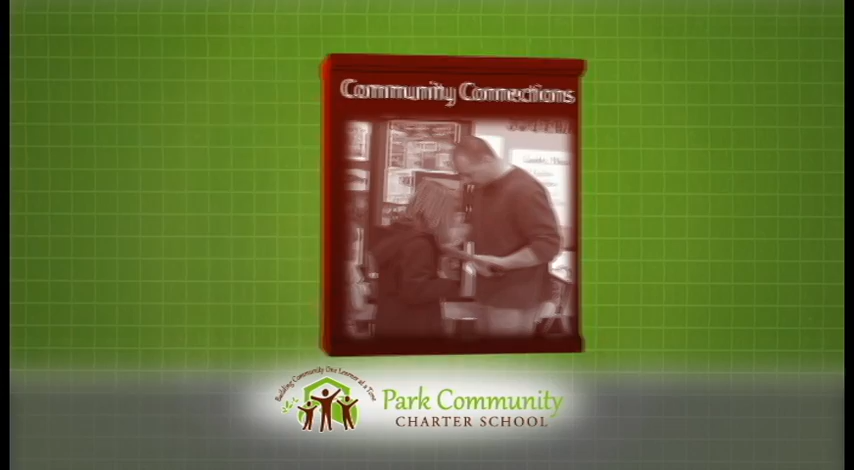 Community Connections
Building Community One Learner at a Time
Park Community
CHARTER SCHOOL